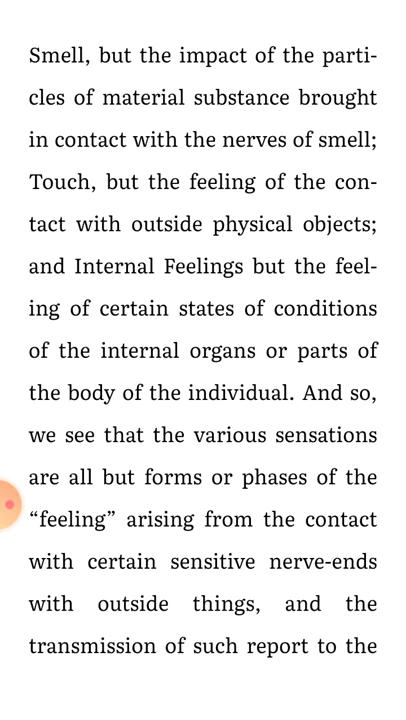 Smell, but the impact of the parti-
cles of material substance brought
in contact with the nerves of smell;
Touch, but the feeling of the con-
tact with outside physical objects;
and Internal Feelings but the feel-
ing of certain states of conditions
of the internal organs or parts of
the body of the individual. And so,
we see that the various sensations
are all but forms or phases of the
“feeling” arising from the contact
with certain sensitive nerve-ends
with outside things, and the
transmission of such report to the